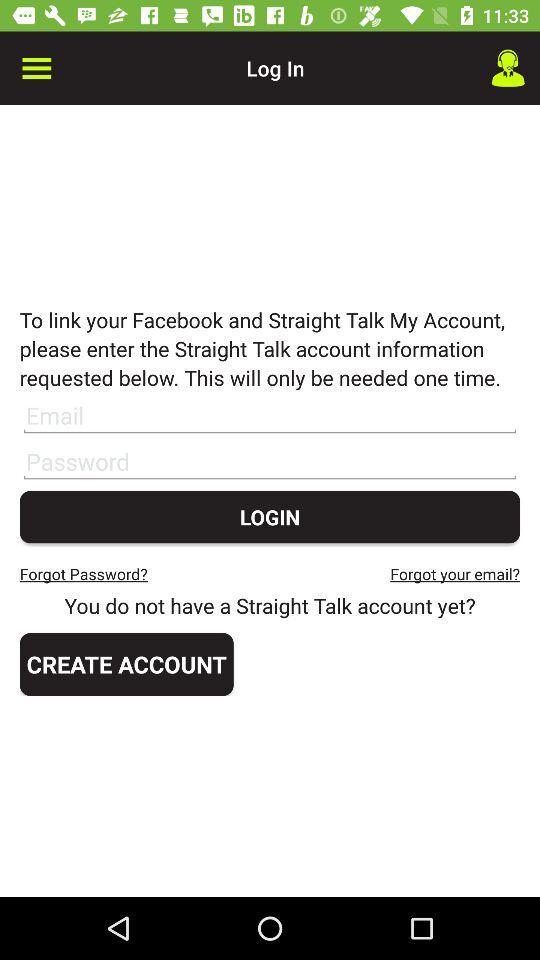 11:33
Log In
To link your Facebook and Straight Talk My Account,
please enter the Straight Talk account information
requested below. This will only be needed one time.
Email
Password
LOGIN
Forgot Password? Forgot your email?
You do not have a Straight Talk account yet?
CREATE ACCOUNT